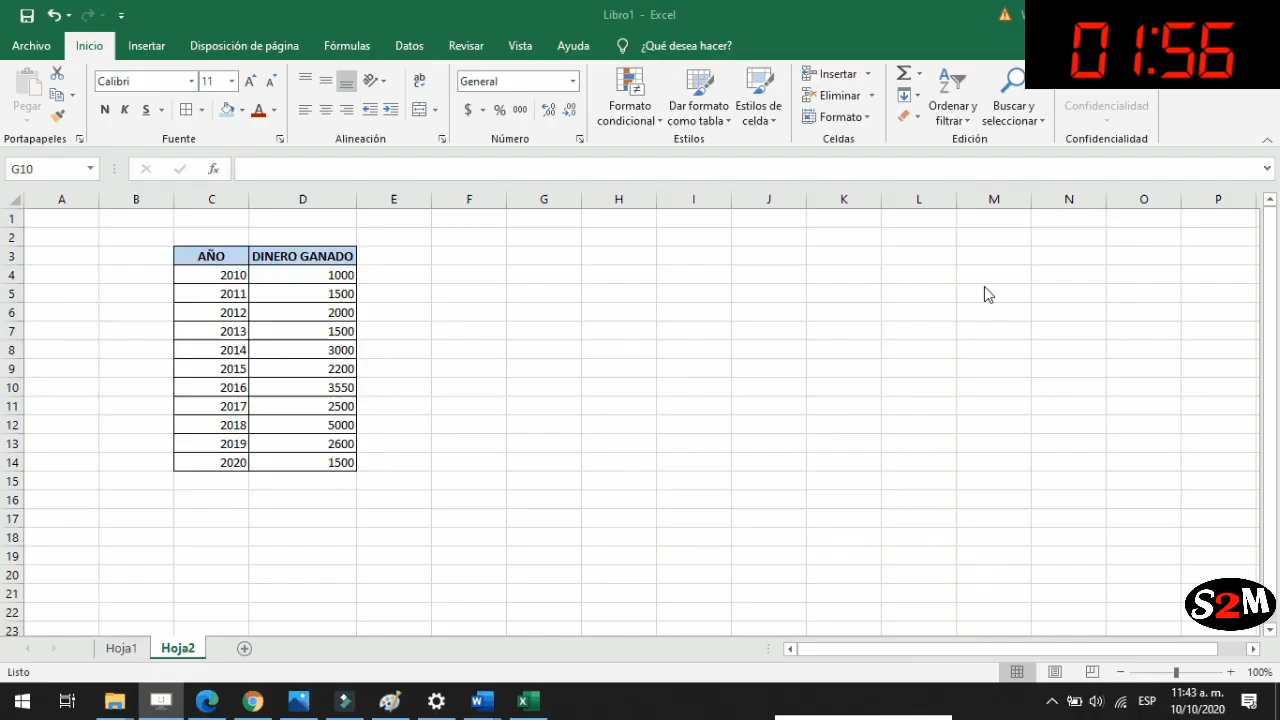 Libro1 - Excel
01:56
Archivo Inicio Insertar Disposición de página Fórmulas Datos Revisar Vista Ayuda ¿Qué desea hacer?
Pegar
Calibri 11
General
N K S
$ % 000
Formato condicional
Dar formato como tabla
Estilos de celda
Insertar
Eliminar
Formato
Ordenar y filtrar
Buscar y seleccionar
Confidencialidad
Portapapeles Fuente Alineación Número Estilos Celdas Edición Confidencialidad
G10 fx
A B C D E F G H I J K L M N O P
1
2
3 AÑO DINERO GANADO
4 2010 1000
5 2011 1500
6 2012 2000
7 2013 1500
8 2014 3000
9 2015 2200
10 2016 3550
11 2017 2500
12 2018 5000
13 2019 2600
14 2020 1500
15
16
17
18
19
20
21
22
23
S2M
Hoja1 Hoja2
Listo 100%
ESP 11:43 a. m.
10/10/2020